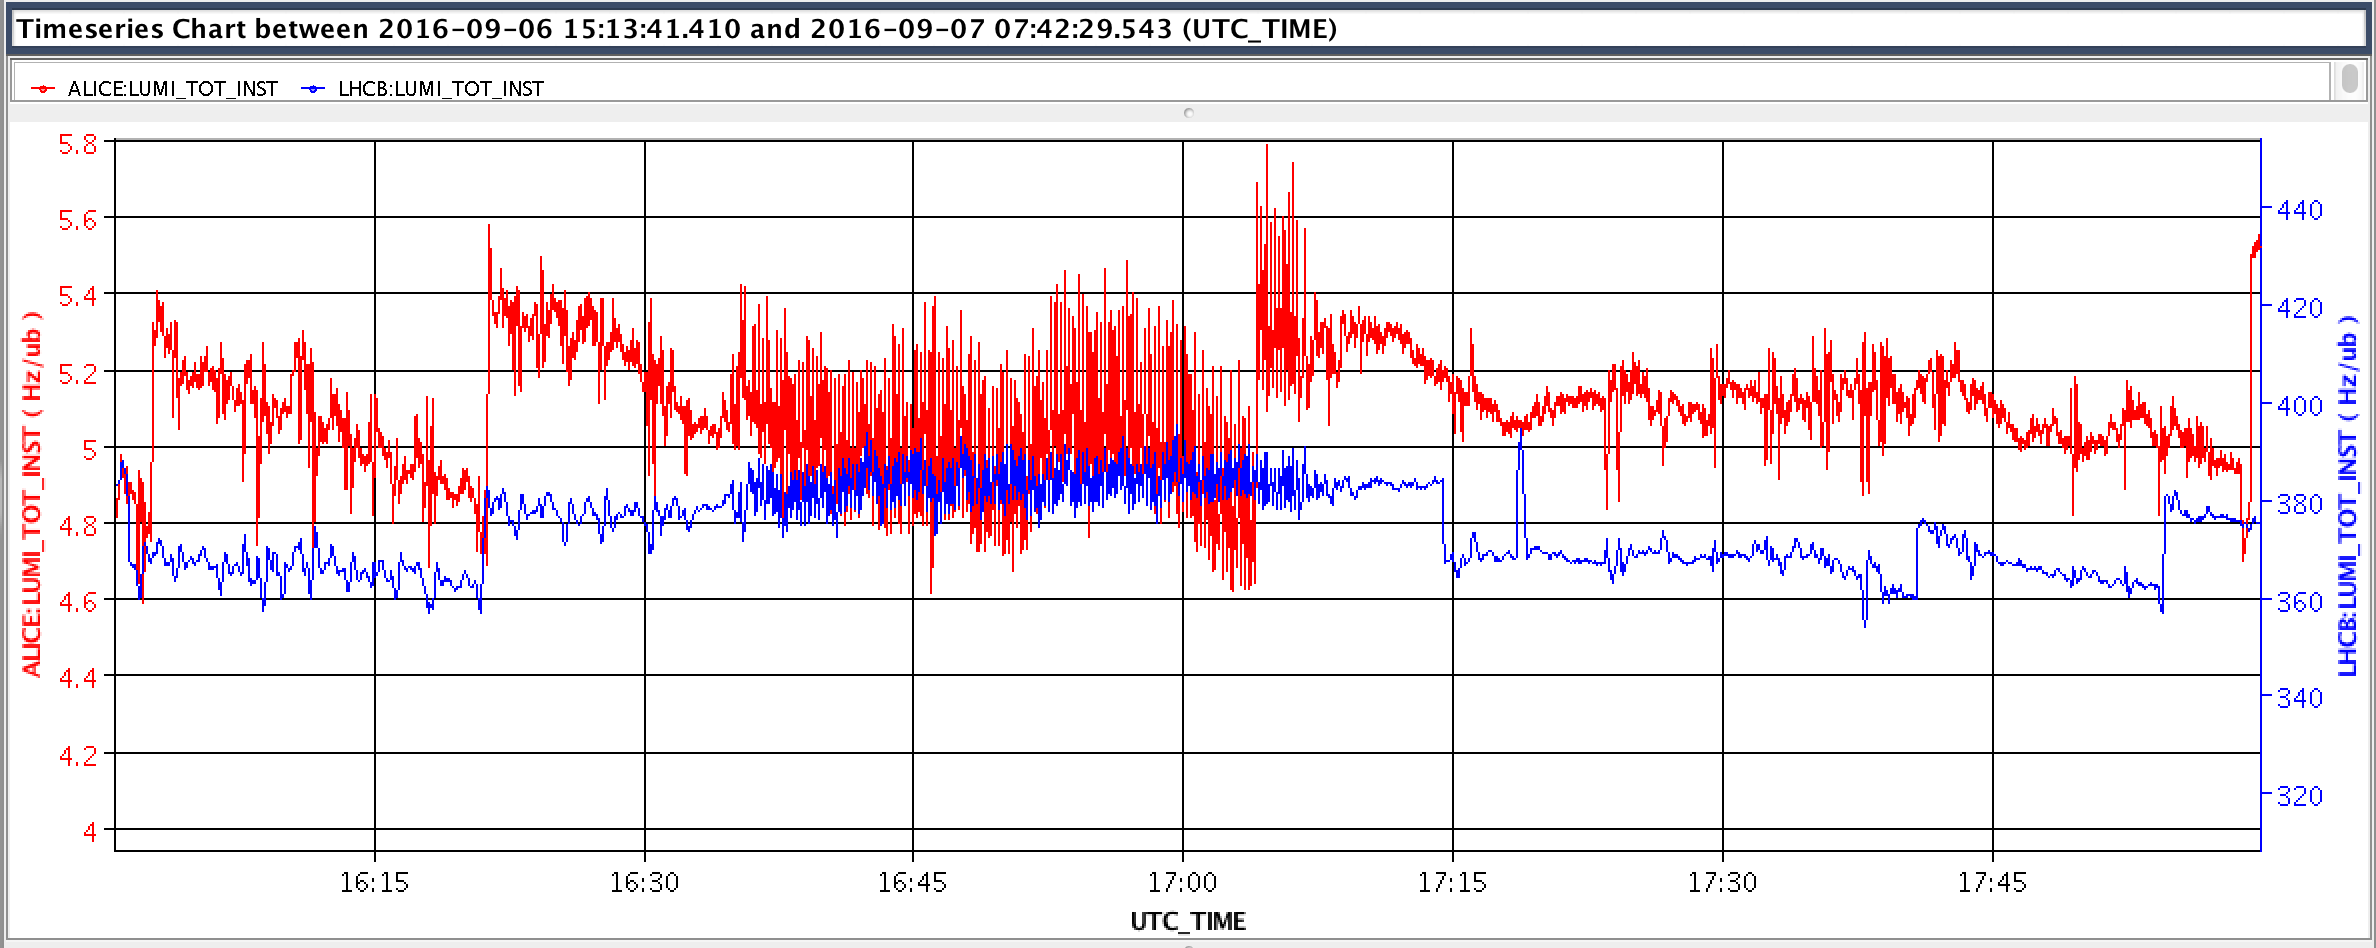 Timeseries Chart between 2016-09-06 15:13:41.410 and 2016-09-07 07:42:29.543 (UTC_TIME)
ALICE:LUMI_TOT_INST LHCB:LUMI_TOT_INST
ALICE:LUMI_TOT_INST ( Hz/ub )
5.8
5.6
5.4
5.2
5
4.8
4.6
4.4
4.2
4
440
420
400
380
360
340
320
LHCB:LUMI_TOT_INST ( Hz/ub )
16:15 16:30 16:45 17:00 17:15 17:30 17:45
UTC_TIME